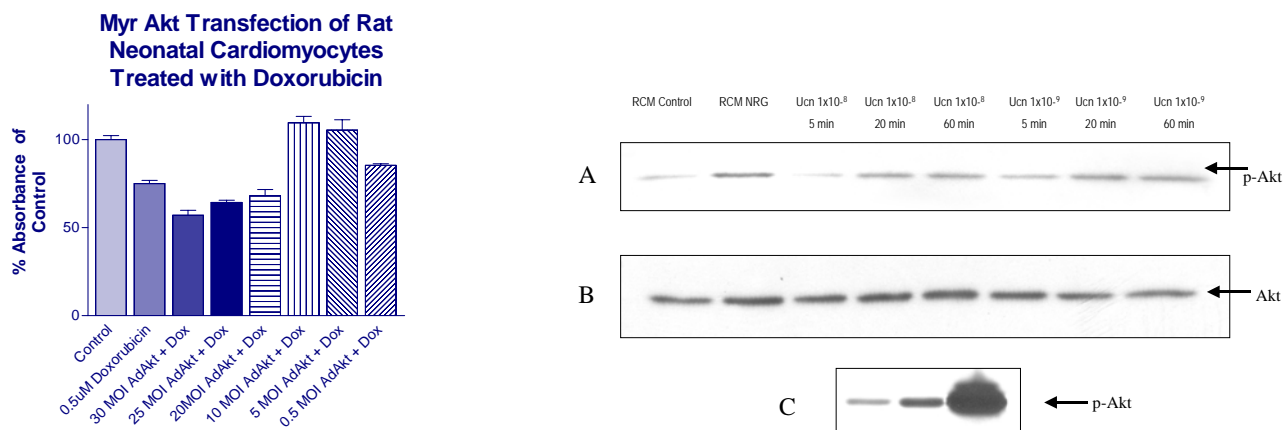 Myr Akt Transfection of Rat
Neonatal Cardiomyocytes
Treated with Doxorubicin
% Absorbance of
Control
100
50
0
Control
0.5uM Doxorubicin
30 MOI AdAkt + Dox
25 MOI AdAkt + Dox
20MOI AdAkt + Dox
10 MOI AdAkt + Dox
5 MOI AdAkt + Dox
0.5 MOI AdAkt + Dox
RCM Control RCM NRG Ucn 1x10-8 Ucn 1x10-8 Ucn 1x10-8 Ucn 1x10-9 Ucn 1x10-9 Ucn 1x10-9
5 min 20 min 60 min 5 min 20 min 60 min
A p-Akt
B Akt
C p-Akt